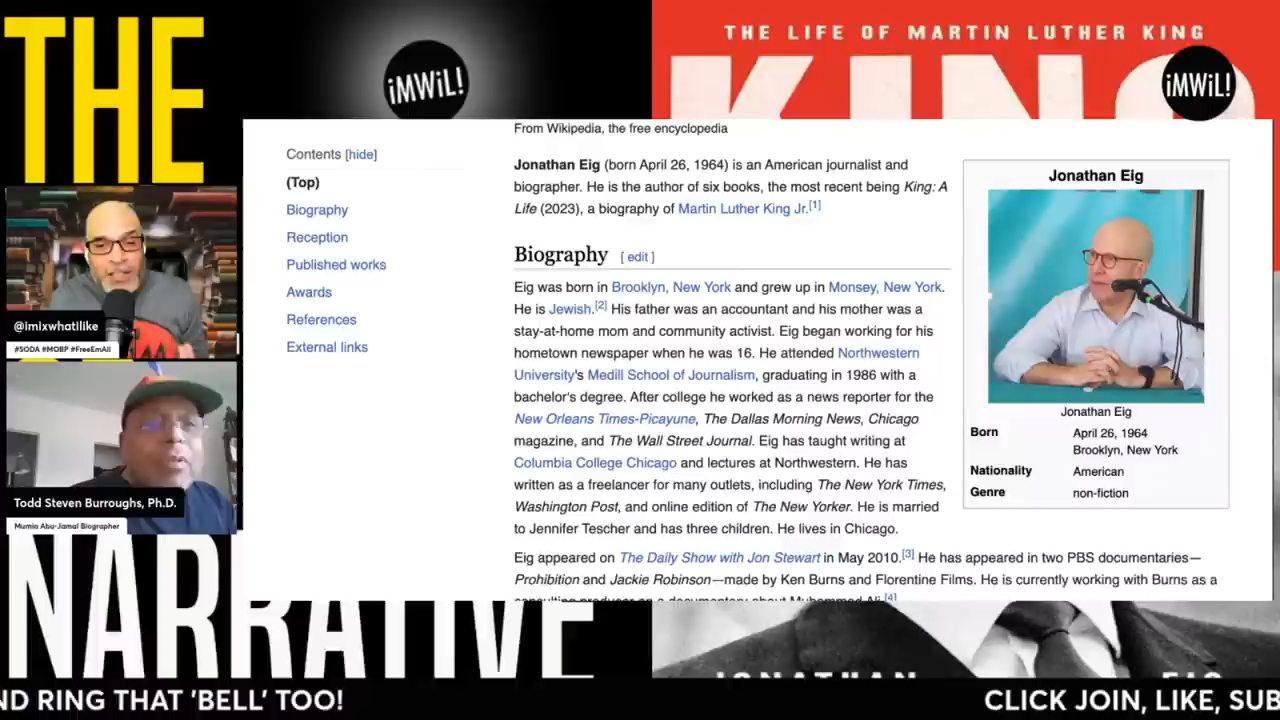 THE
iMWiL!
THE LIFE OF MARTIN LUTHER KING
KING
iMWiL!
From Wikipedia, the free encyclopedia
Contents [hide]
(Top)
Biography
Reception
Published works
Awards
References
External links
Jonathan Eig (born April 26, 1964) is an American journalist and
biographer. He is the author of six books, the most recent being King: A
Life (2023), a biography of Martin Luther King Jr.[1]
Biography [ edit ]
Eig was born in Brooklyn, New York and grew up in Monsey, New York.
He is Jewish.[2] His father was an accountant and his mother was a
stay-at-home mom and community activist. Eig began working for his
hometown newspaper when he was 16. He attended Northwestern
University's Medill School of Journalism, graduating in 1986 with a
bachelor's degree. After college he worked as a news reporter for the
New Orleans Times-Picayune, The Dallas Morning News, Chicago
magazine, and The Wall Street Journal. Eig has taught writing at
Columbia College Chicago and lectures at Northwestern. He has
written as a freelancer for many outlets, including The New York Times,
Washington Post, and online edition of The New Yorker. He is married
to Jennifer Tescher and has three children. He lives in Chicago.
Eig appeared on The Daily Show with Jon Stewart in May 2010.[3] He has appeared in two PBS documentaries—
Prohibition and Jackie Robinson—made by Ken Burns and Florentine Films. He is currently working with Burns as a
consulting producer on a documentary about Muhammad Ali.[4]
Jonathan Eig
Jonathan Eig
Born April 26, 1964
Brooklyn, New York
Nationality American
Genre non-fiction
@imixwhatilike
#SODA #MOBP #FreeEmAll
Todd Steven Burroughs, Ph.D.
Mumia Abu-Jamal Biographer
NARRATIVE
JONATHAN EIG
ND RING THAT 'BELL' TOO!
CLICK JOIN, LIKE, SUB